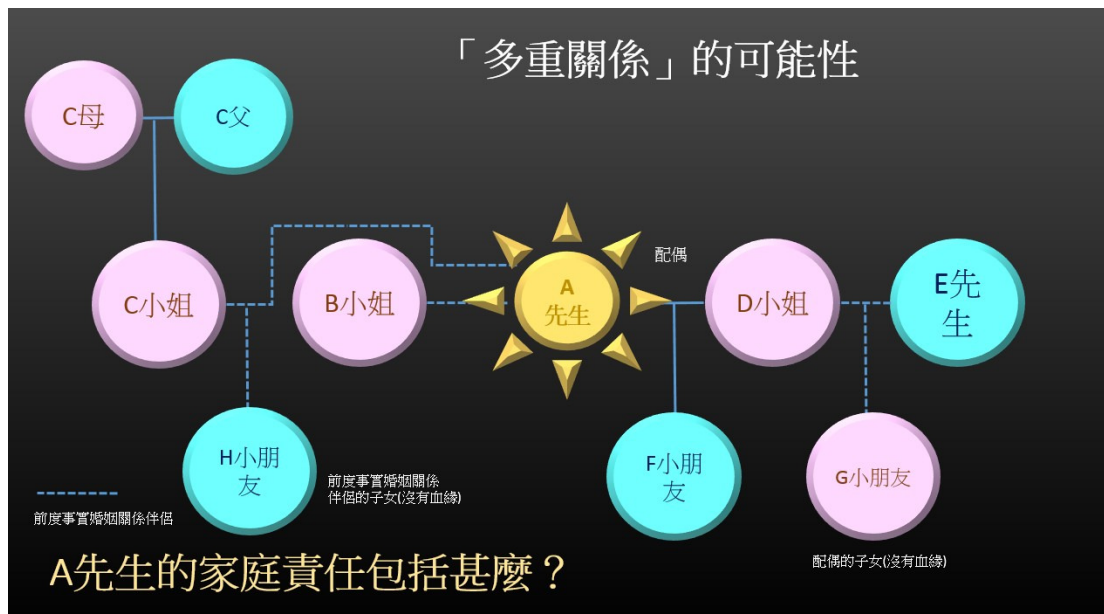 「多重關係」的可能性
C母
C父
配偶
C小姐
B小姐
A
先生
D小姐
E先
生
H小朋
友
前度事實婚姻關係
伴侶的子女(沒有血緣)
F小朋
友
G小朋友
前度事實婚姻關係伴侶
配偶的子女(沒有血緣)
A先生的家庭責任包括甚麼？